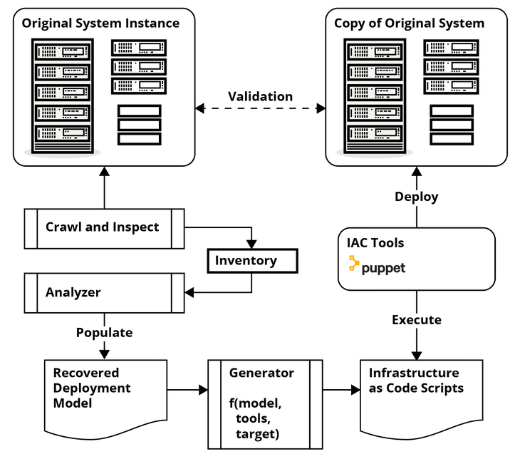 Original System Instance
Copy of Original System
Validation
Deploy
Crawl and Inspect
IAC Tools
puppet
Inventory
Analyzer
Populate
Execute
Recovered
Deployment
Model
Generator
f(model,
tools,
target)
Infrastructure
as Code Scripts